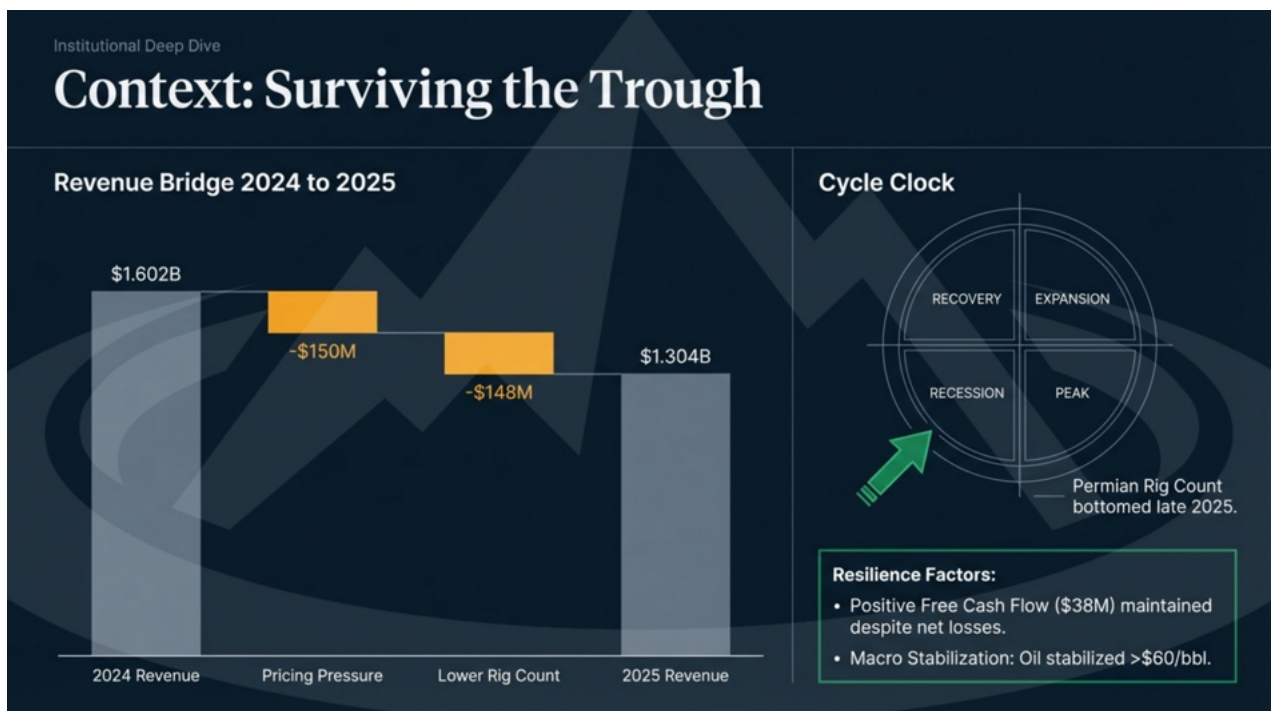 Institutional Deep Dive
Context: Surviving the Trough
Revenue Bridge 2024 to 2025
$1.602B
-$150M
-$148M
$1.304B
2024 Revenue
Pricing Pressure
Lower Rig Count
2025 Revenue
Cycle Clock
RECOVERY
EXPANSION
RECESSION
PEAK
Permian Rig Count
bottomed late 2025.
Resilience Factors:
• Positive Free Cash Flow ($38M) maintained
despite net losses.
• Macro Stabilization: Oil stabilized >$60/bbl.